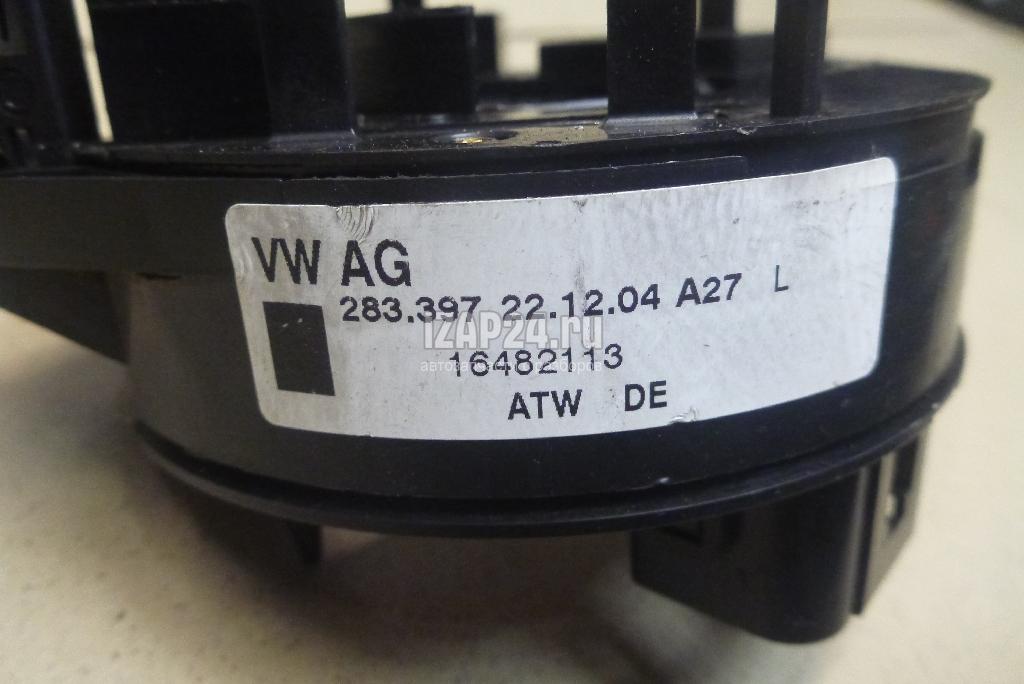 VW AG
283.397 22.12.04 A27 L
IZAP24.ru
16482113
ATW DE